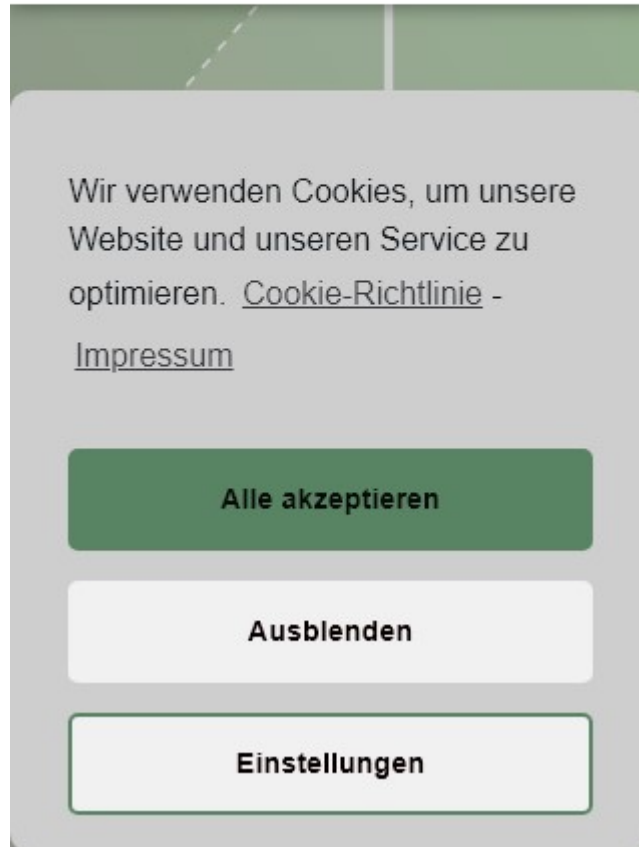 Wir verwenden Cookies, um unsere
Website und unseren Service zu
optimieren. Cookie-Richtlinie -
Impressum
Alle akzeptieren
Ausblenden
Einstellungen